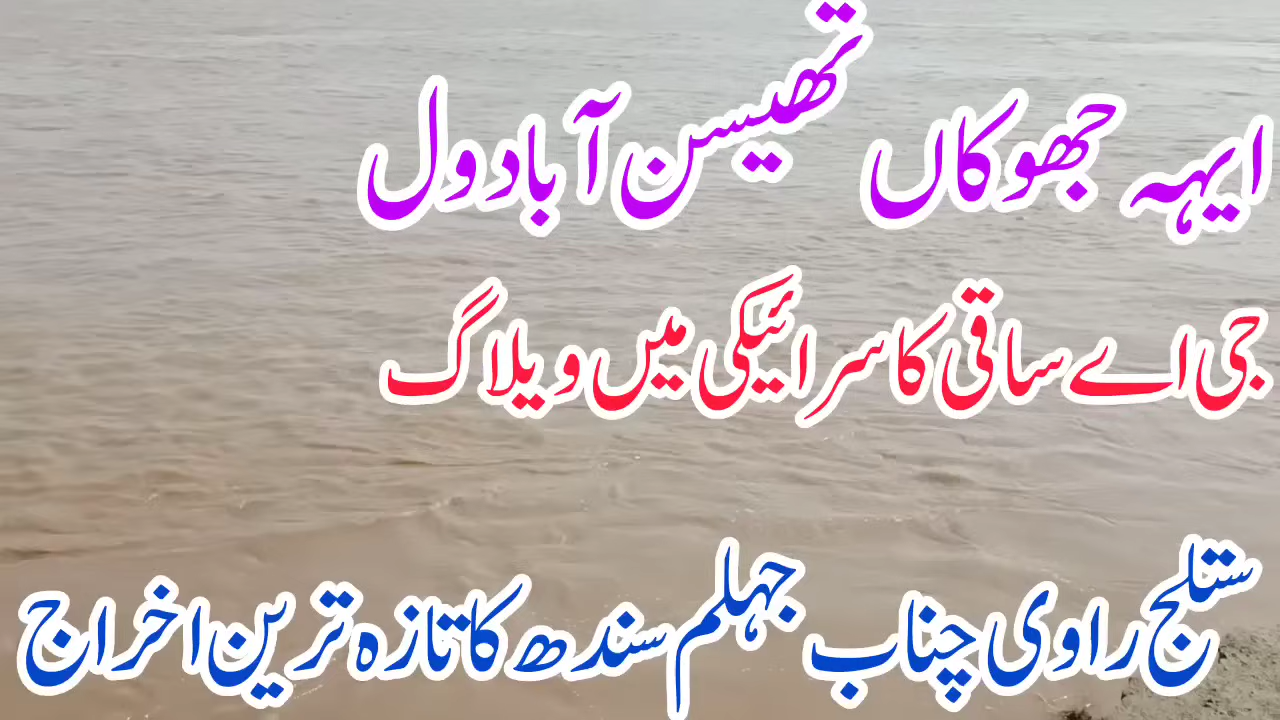 ایہہ جھوکاں تھیسن آباد ول
جی اے ساقی کا سرائیکی میں ویلاگ
ستلج راوی چناب جہلم سندھ کا تازہ ترین اخراج